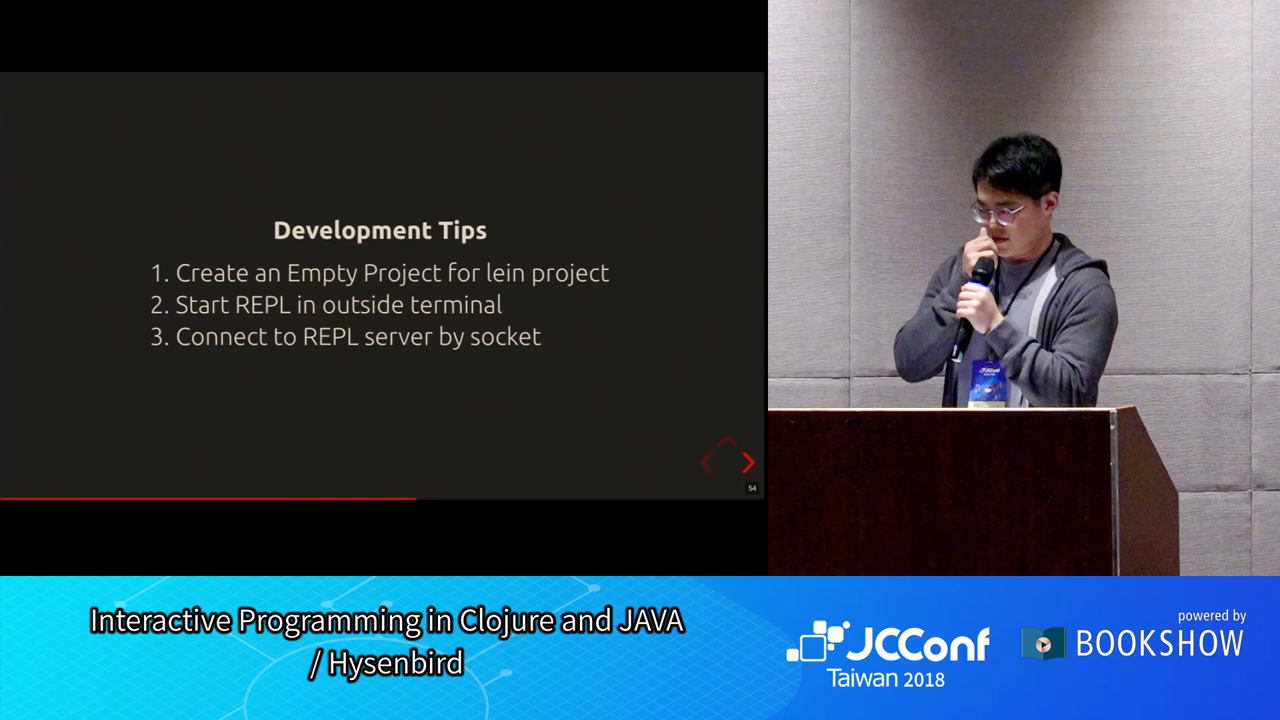 Development Tips
1. Create an Empty Project for lein project
2. Start REPL in outside terminal
3. Connect to REPL server by socket
54
Interactive Programming in Clojure and JAVA
/ Hysenbird
JCConf
Taiwan 2018
powered by
BOOKSHOW